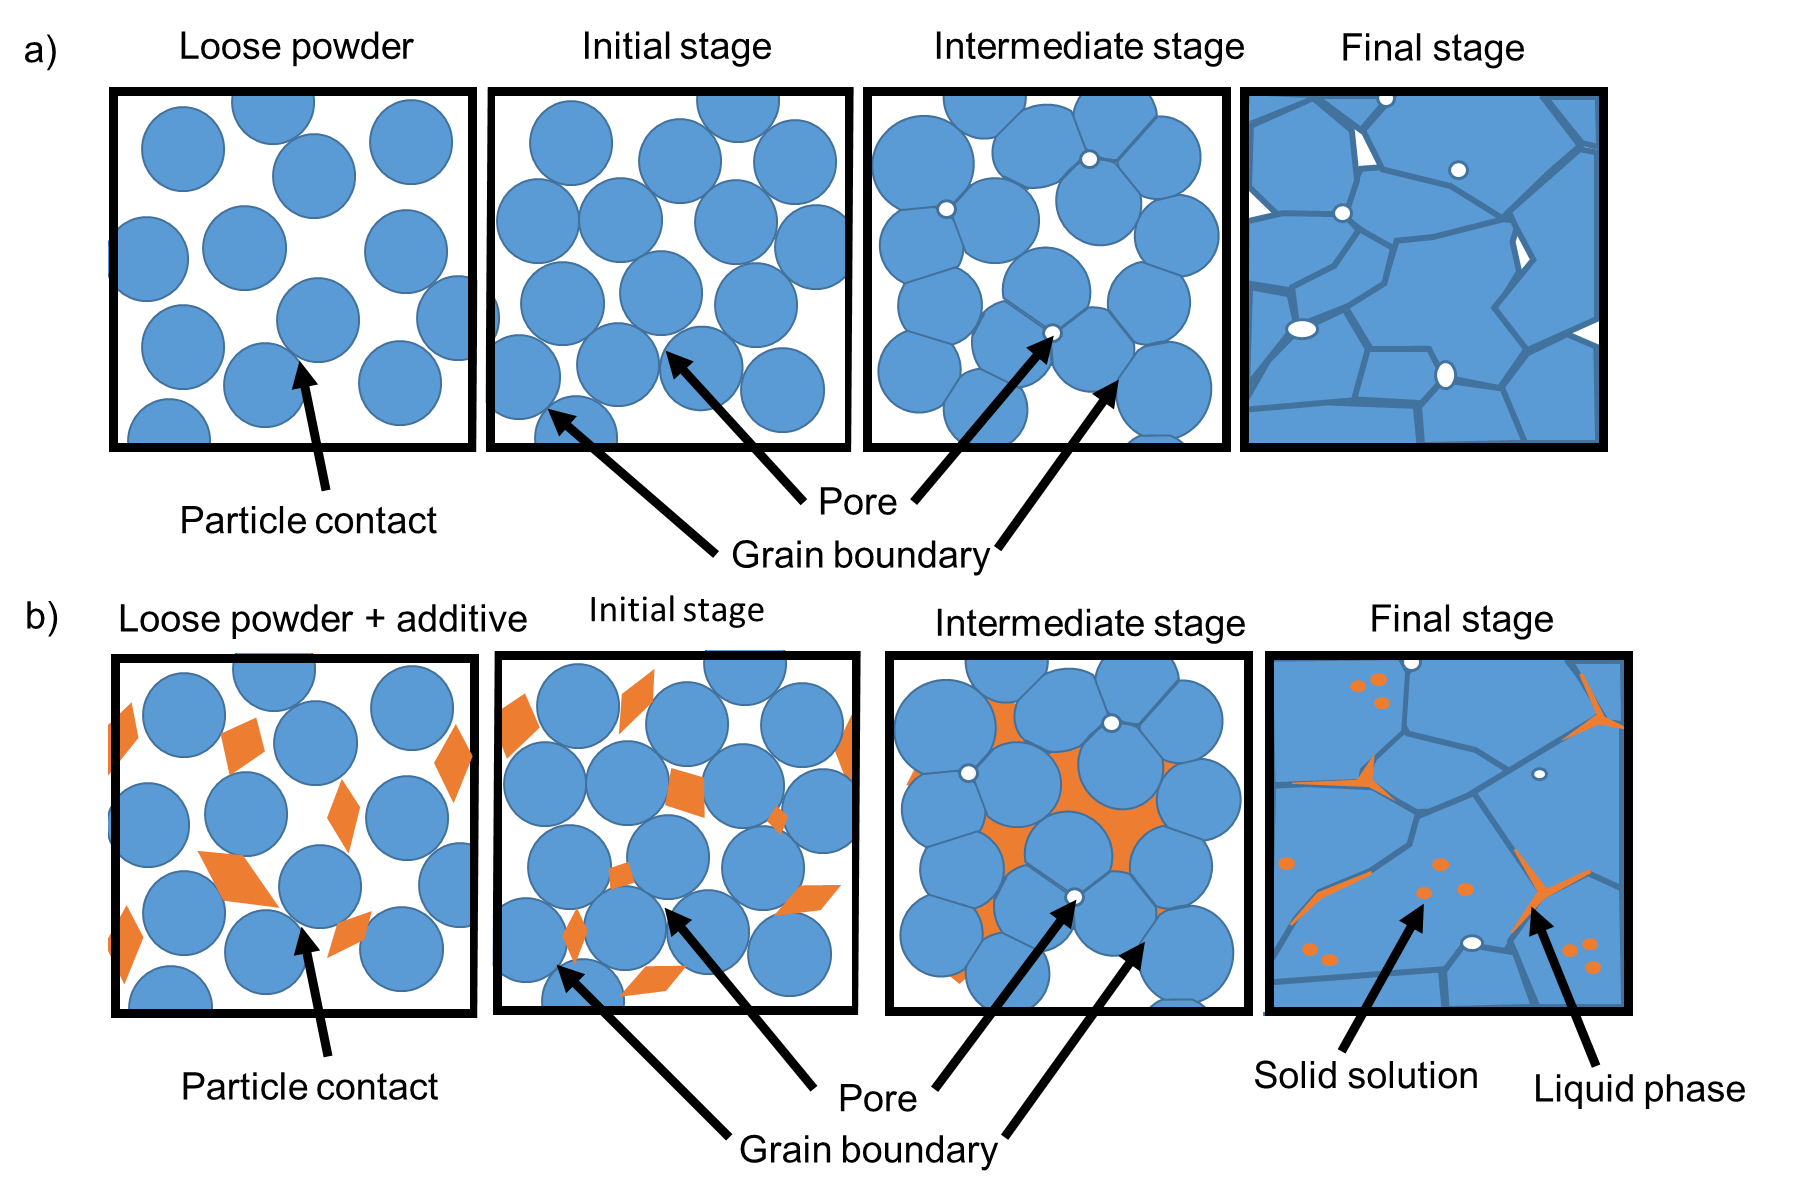 a)
Loose powder
Initial stage
Intermediate stage
Final stage
Particle contact
Pore
Grain boundary
b)
Loose powder + additive
Initial stage
Intermediate stage
Final stage
Particle contact
Pore
Grain boundary
Solid solution
Liquid phase